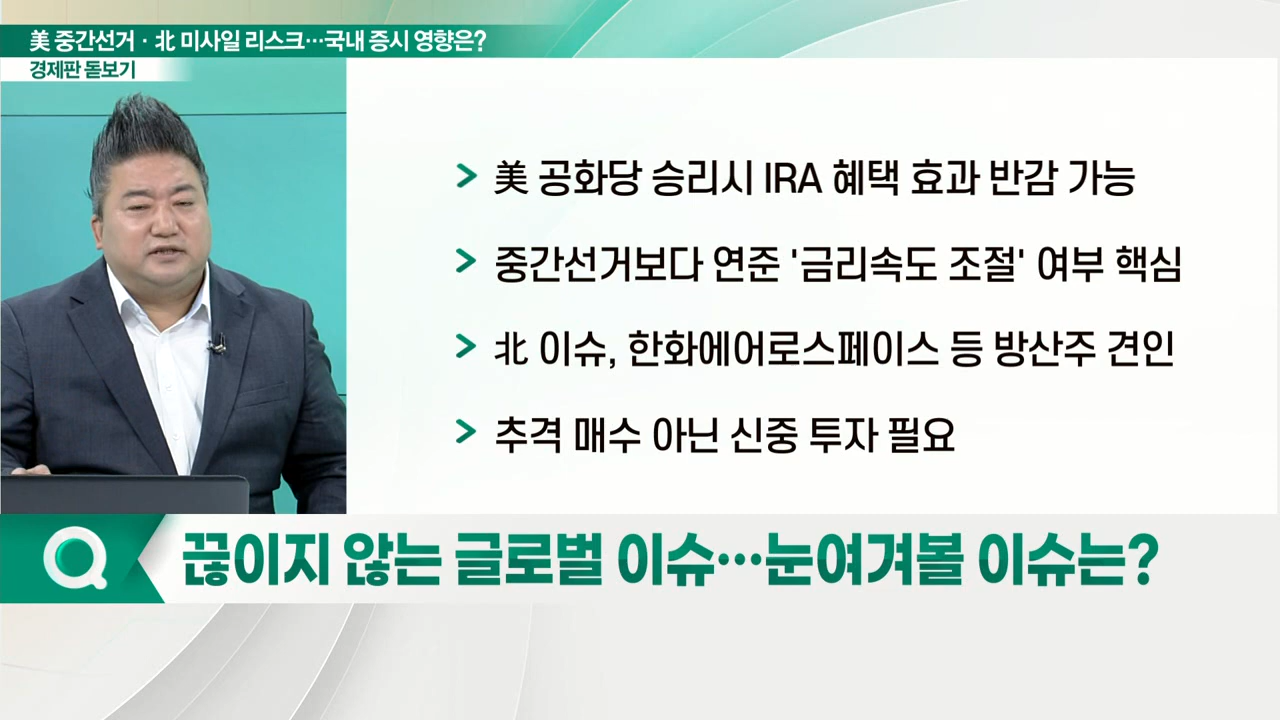 美 중간선거 · 北 미사일 리스크…국내 증시 영향은?
경제판 돋보기
> 美 공화당 승리시 IRA 혜택 효과 반감 가능
> 중간선거보다 연준 '금리속도 조절' 여부 핵심
> 北 이슈, 한화에어로스페이스 등 방산주 견인
> 추격 매수 아닌 신중 투자 필요
Q 끊이지 않는 글로벌 이슈…눈여겨볼 이슈는?